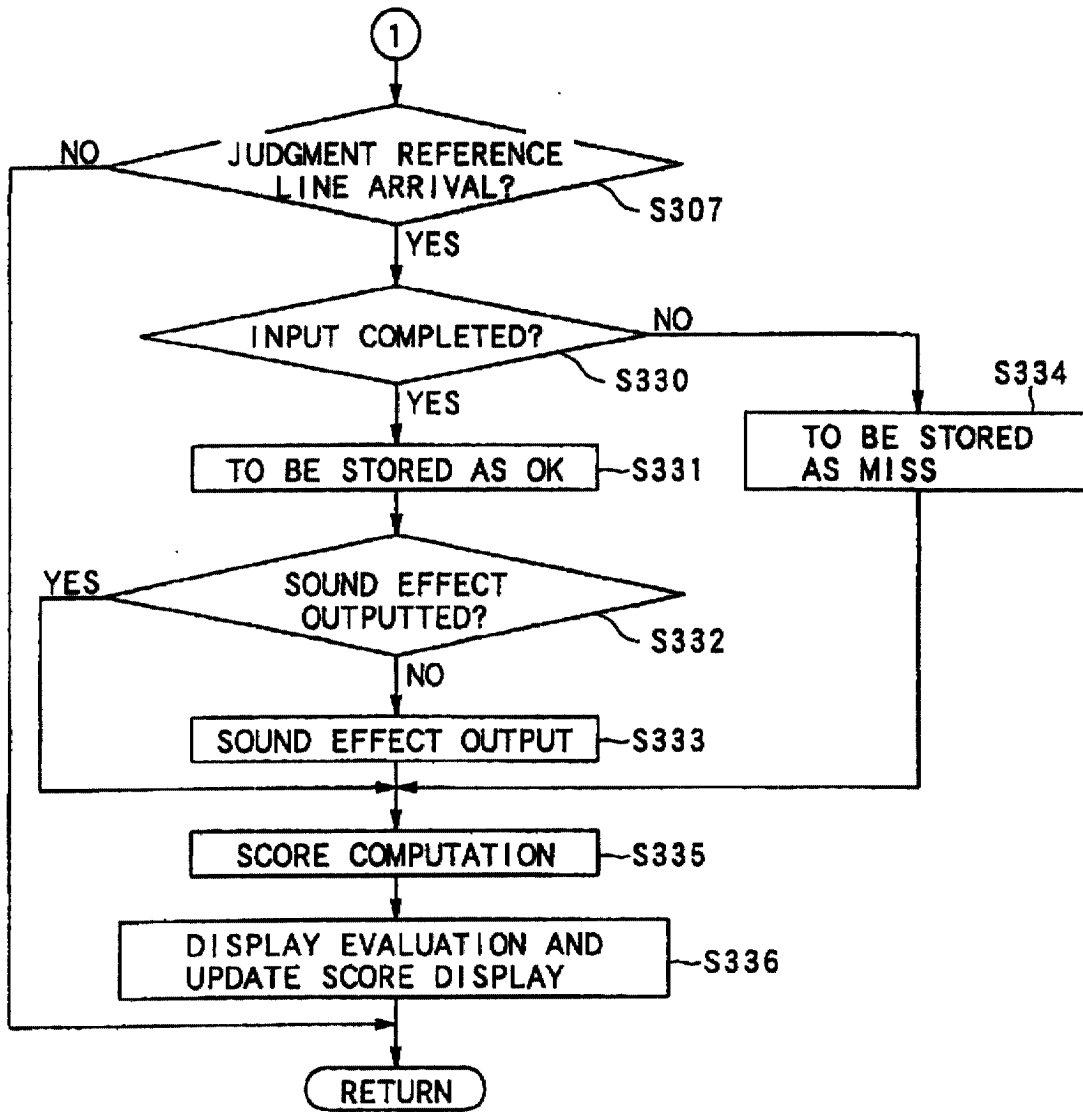 1
NO
JUDGMENT REFERENCE
LINE ARRIVAL?
S307
YES
INPUT COMPLETED?
NO
S330
YES
S334
TO BE STORED
AS MISS
TO BE STORED AS OK
S331
YES
SOUND EFFECT
OUTPUTTED?
S332
NO
SOUND EFFECT OUTPUT
S333
SCORE COMPUTATION
S335
DISPLAY EVALUATION AND
UPDATE SCORE DISPLAY
S336
RETURN